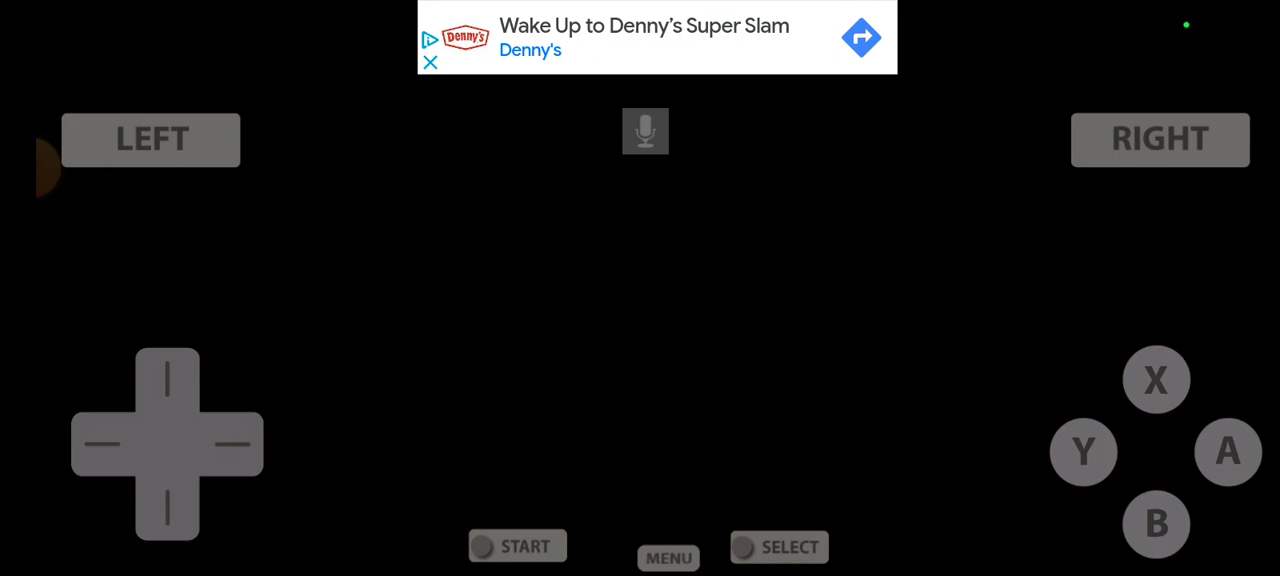 Wake Up to Denny's Super Slam
Denny's
Denny's
LEFT
RIGHT
X
Y
A
B
START
SELECT
MENU